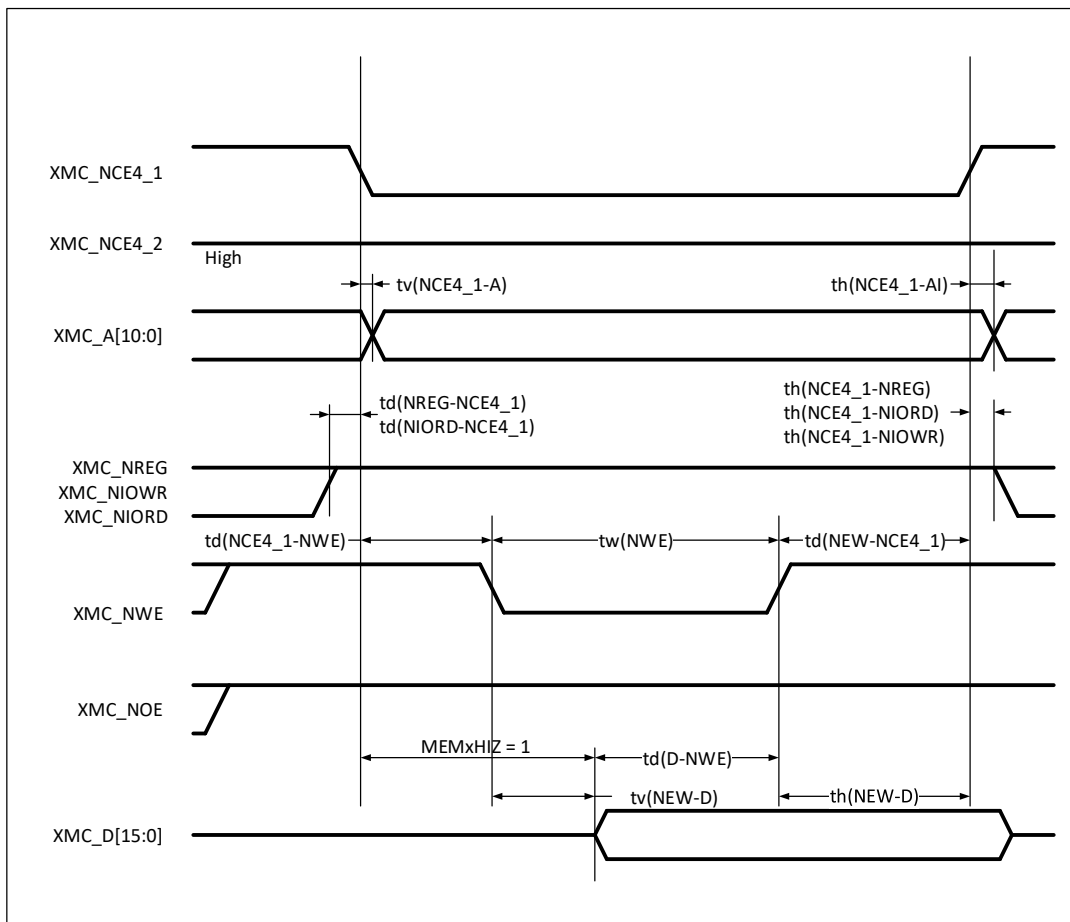 XMC_NCE4_1
XMC_NCE4_2
High
tv(NCE4_1-A)
th(NCE4_1-AI)
XMC_A[10:0]
td(NREG-NCE4_1)
td(NIORD-NCE4_1)
th(NCE4_1-NREG)
th(NCE4_1-NIORD)
th(NCE4_1-NIOWR)
XMC_NREG
XMC_NIOWR
XMC_NIORD
td(NCE4_1-NWE)
tw(NWE)
td(NEW-NCE4_1)
XMC_NWE
XMC_NOE
MEMxHIZ = 1
td(D-NWE)
tv(NEW-D)
th(NEW-D)
XMC_D[15:0]